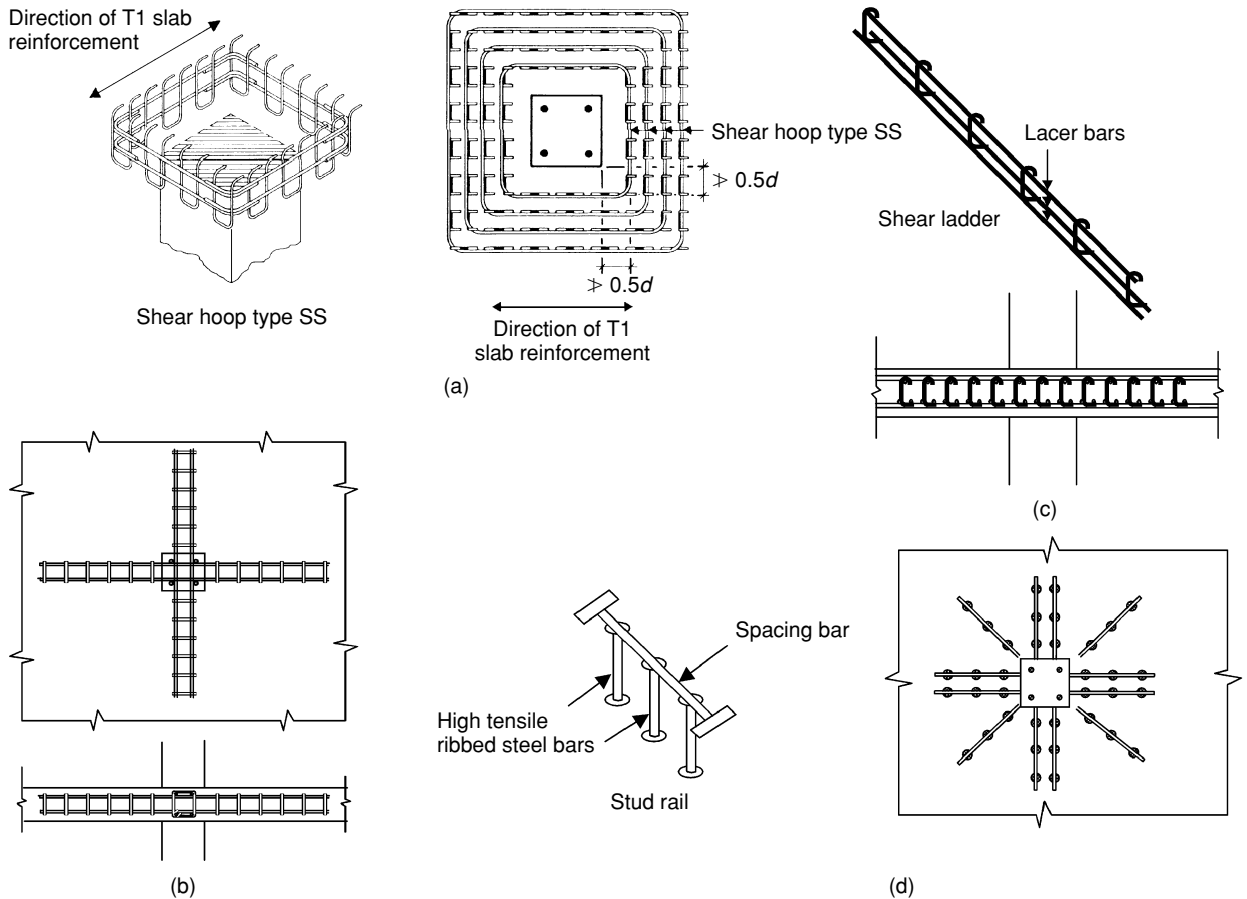 Direction of T1 slab
reinforcement
Shear hoop type SS
Shear hoop type SS
≯ 0.5d
≯ 0.5d
Direction of T1
slab reinforcement
(a)
Lacer bars
Shear ladder
(c)
(b)
High tensile
ribbed steel bars
Spacing bar
Stud rail
(d)